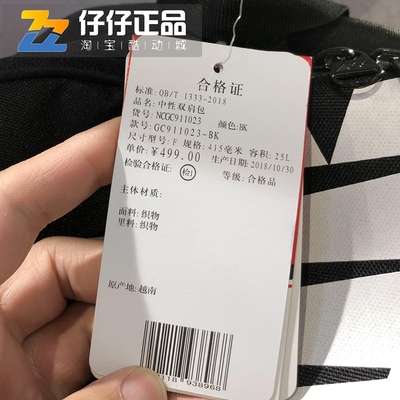 仔仔正品
淘宝酷动城
合格证
标准:QB/T 1333-2018
品名:中性双肩包
货号:NCGC911023 颜色:BK
款号:GC911023-BK
尺寸型号:F 规格:415毫米 容积:25L
单价:¥499.00 生产日期:2018/10/30
检验合格证: 检1 等级:合格品
主体材质:
面料:织物
里料:织物
原产地:越南
118 938968